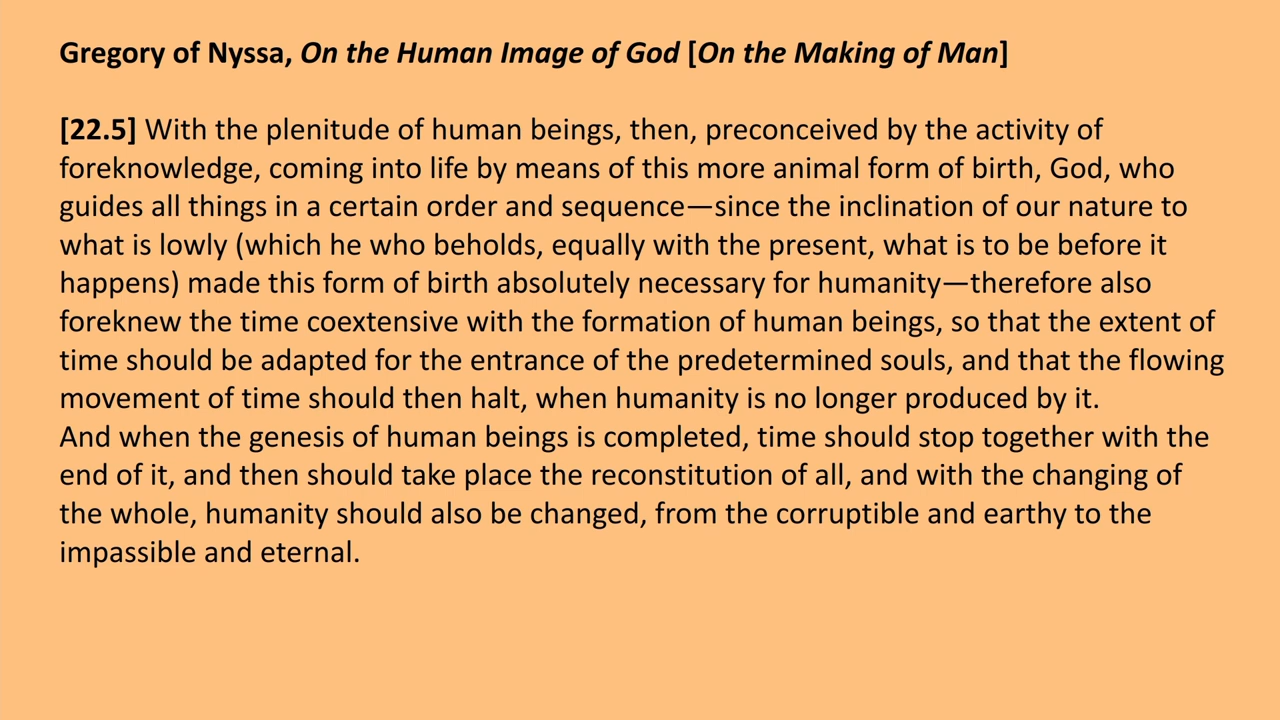 Gregory of Nyssa, On the Human Image of God [On the Making of Man]
[22.5] With the plenitude of human beings, then, preconceived by the activity of
foreknowledge, coming into life by means of this more animal form of birth, God, who
guides all things in a certain order and sequence—since the inclination of our nature to
what is lowly (which he who beholds, equally with the present, what is to be before it
happens) made this form of birth absolutely necessary for humanity—therefore also
foreknew the time coextensive with the formation of human beings, so that the extent of
time should be adapted for the entrance of the predetermined souls, and that the flowing
movement of time should then halt, when humanity is no longer produced by it.
And when the genesis of human beings is completed, time should stop together with the
end of it, and then should take place the reconstitution of all, and with the changing of
the whole, humanity should also be changed, from the corruptible and earthy to the
impassible and eternal.